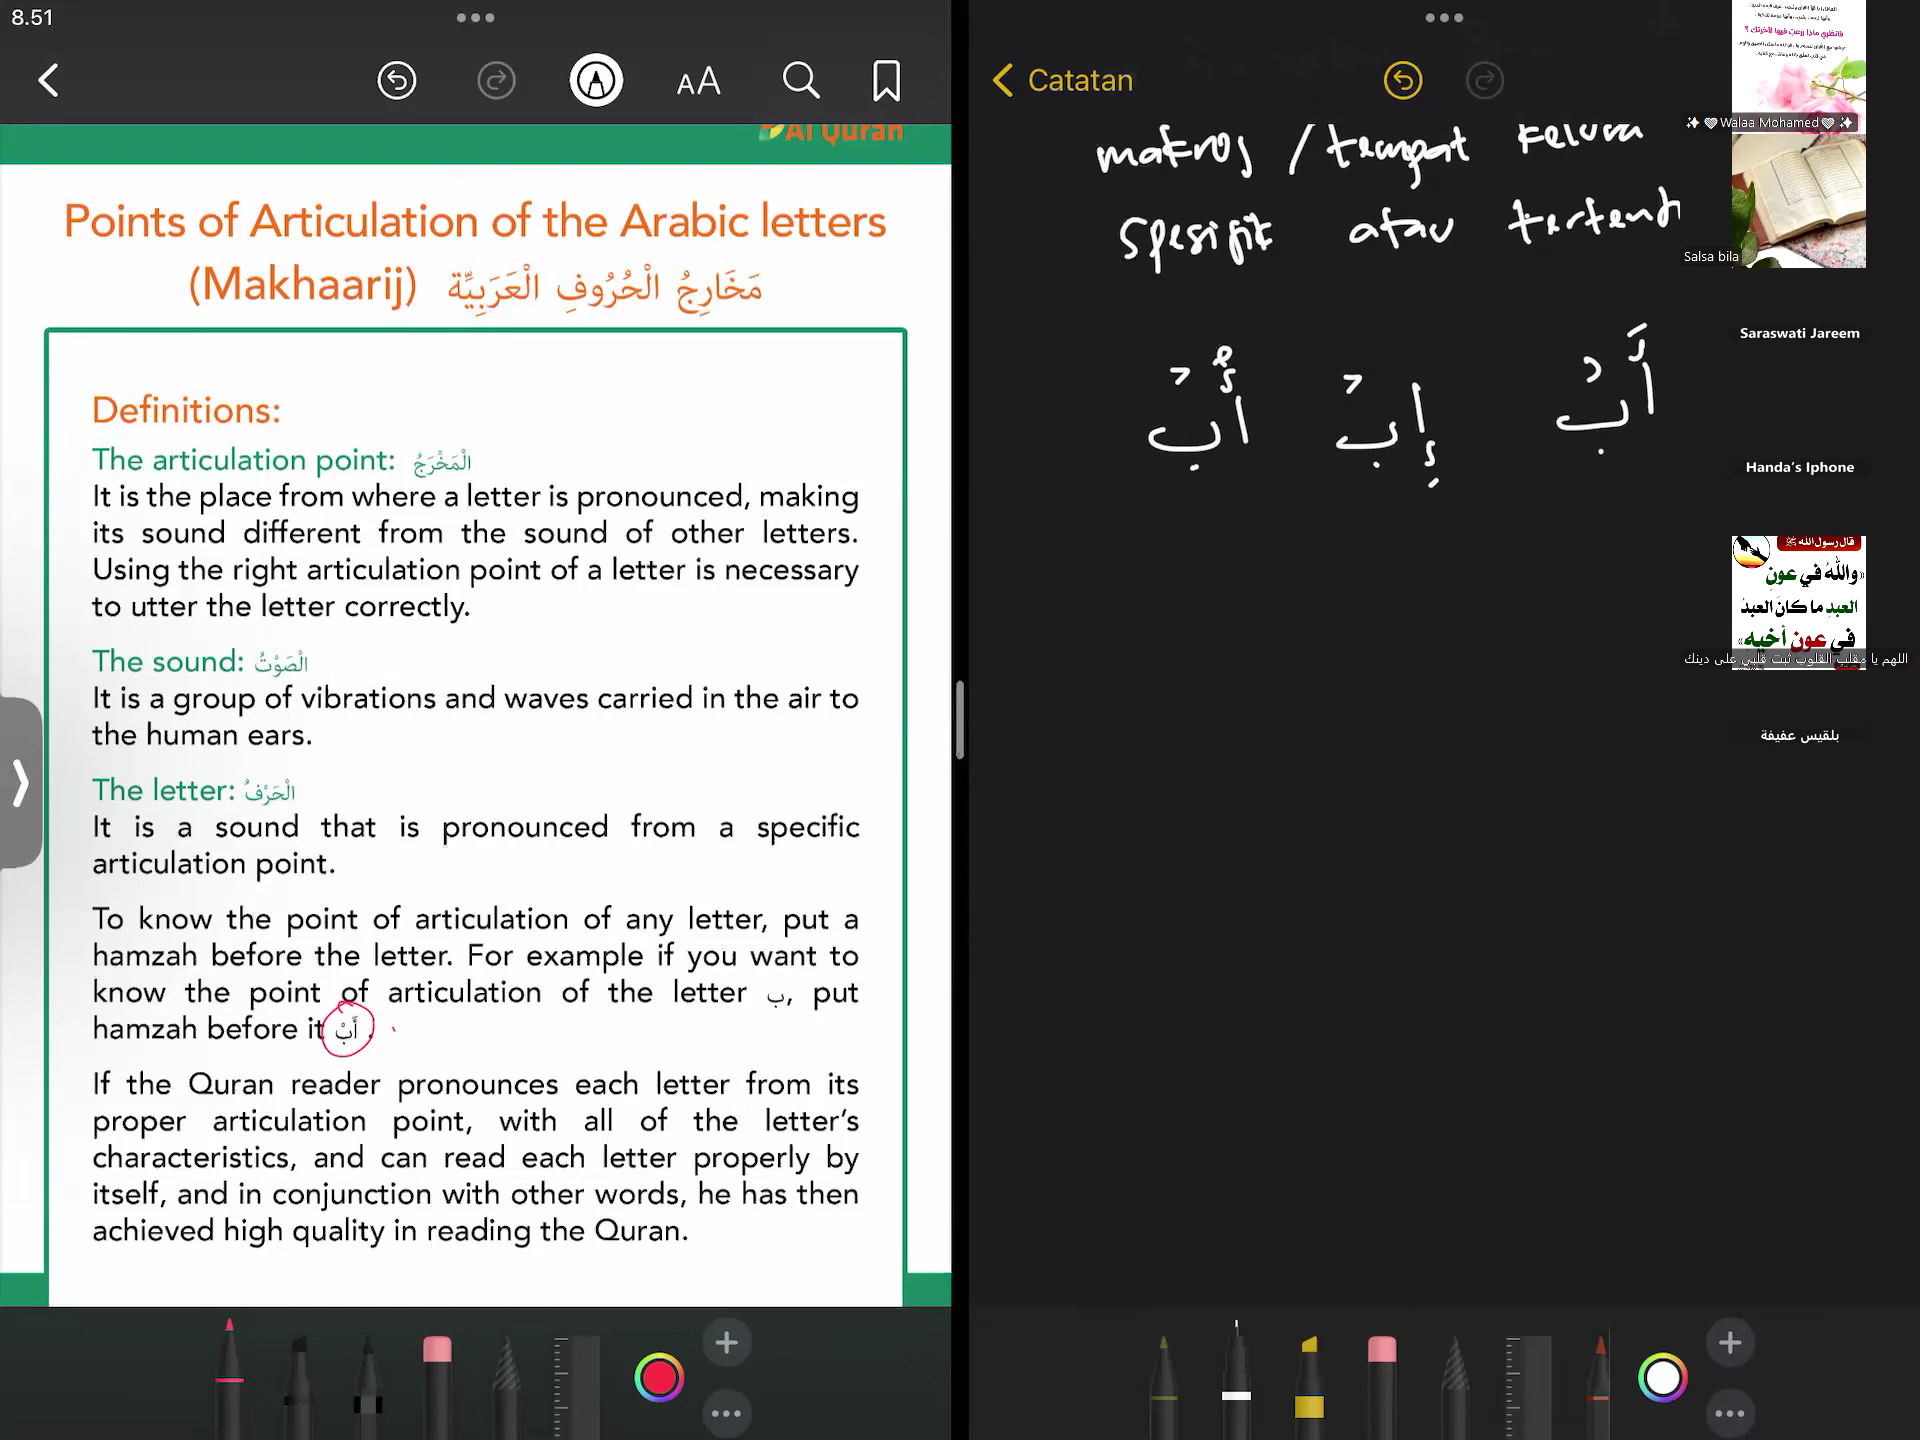 8.51
Al Quran
Points of Articulation of the Arabic letters
(Makhaarij) مَخَارِجُ الْحُرُوفِ الْعَرَبِيَّة
Definitions:
The articulation point: الْمَخْرَجُ
It is the place from where a letter is pronounced, making
its sound different from the sound of other letters.
Using the right articulation point of a letter is necessary
to utter the letter correctly.
The sound: الْصَوْتُ
It is a group of vibrations and waves carried in the air to
the human ears.
The letter: الْحَرْفُ
It is a sound that is pronounced from a specific
articulation point.
To know the point of articulation of any letter, put a
hamzah before the letter. For example if you want to
know the point of articulation of the letter ب, put
hamzah before it أَبْ .
If the Quran reader pronounces each letter from its
proper articulation point, with all of the letter's
characteristics, and can read each letter properly by
itself, and in conjunction with other words, he has then
achieved high quality in reading the Quran.
AA
Catatan
makroj / tempat kelura
spesifik atau tertent
أَبْ إِبْ أُبْ
فانظري ماذا زرعتِ فيها لآخرتك ؟
Walaa Mohamed
Salsa bila
Saraswati Jareem
Handa's Iphone
قال رسول الله ﷺ
«واللهُ في عونِ
العبدِ ما كانَ العبدُ
في عونِ أخيه»
اللهم يا مقلب القلوب ثبت قلبي على دينك
بلقيس عفيفة